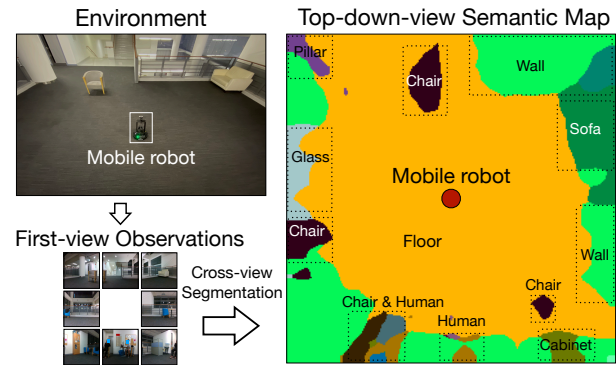 Environment
Mobile robot
First-view Observations
Cross-view
Segmentation
Top-down-view Semantic Map
Pillar
Chair
Wall
Sofa
Glass
Mobile robot
Chair
Floor
Wall
Chair
Chair & Human
Human
Cabinet